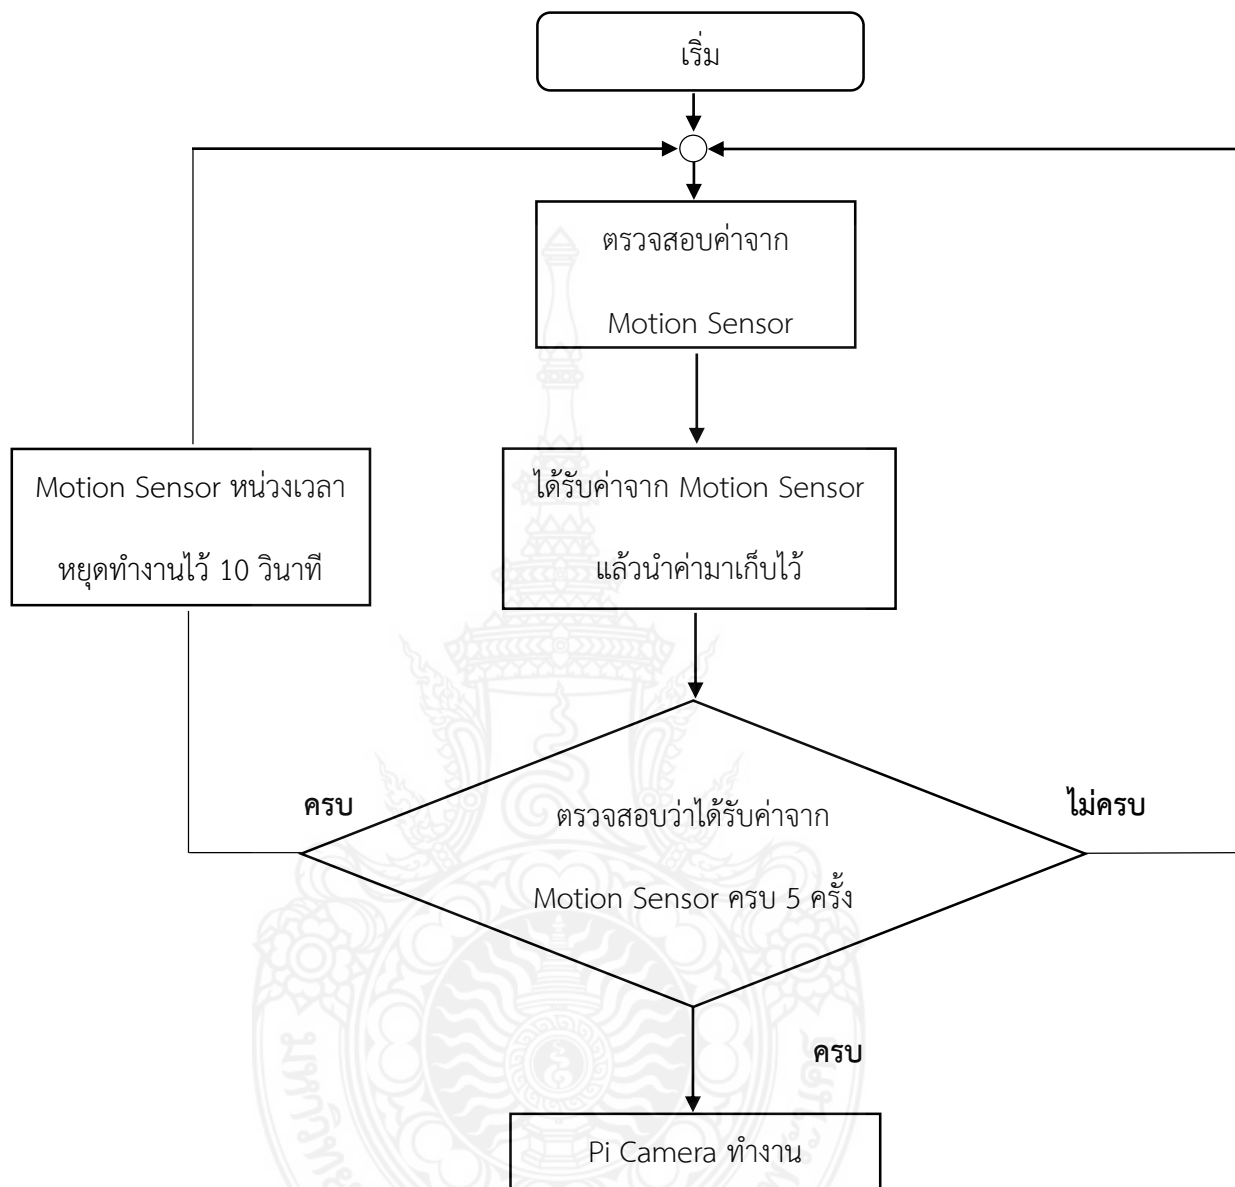 เริ่ม
ตรวจสอบค่าจาก
Motion Sensor
Motion Sensor หน่วงเวลา
หยุดทำงานไว้ 10 วินาที
ได้รับค่าจาก Motion Sensor
แล้วนำค่ามาเก็บไว้
ครบ
ไม่ครบ
ตรวจสอบว่าได้รับค่าจาก
Motion Sensor ครบ 5 ครั้ง
ครบ
Pi Camera ทำงาน